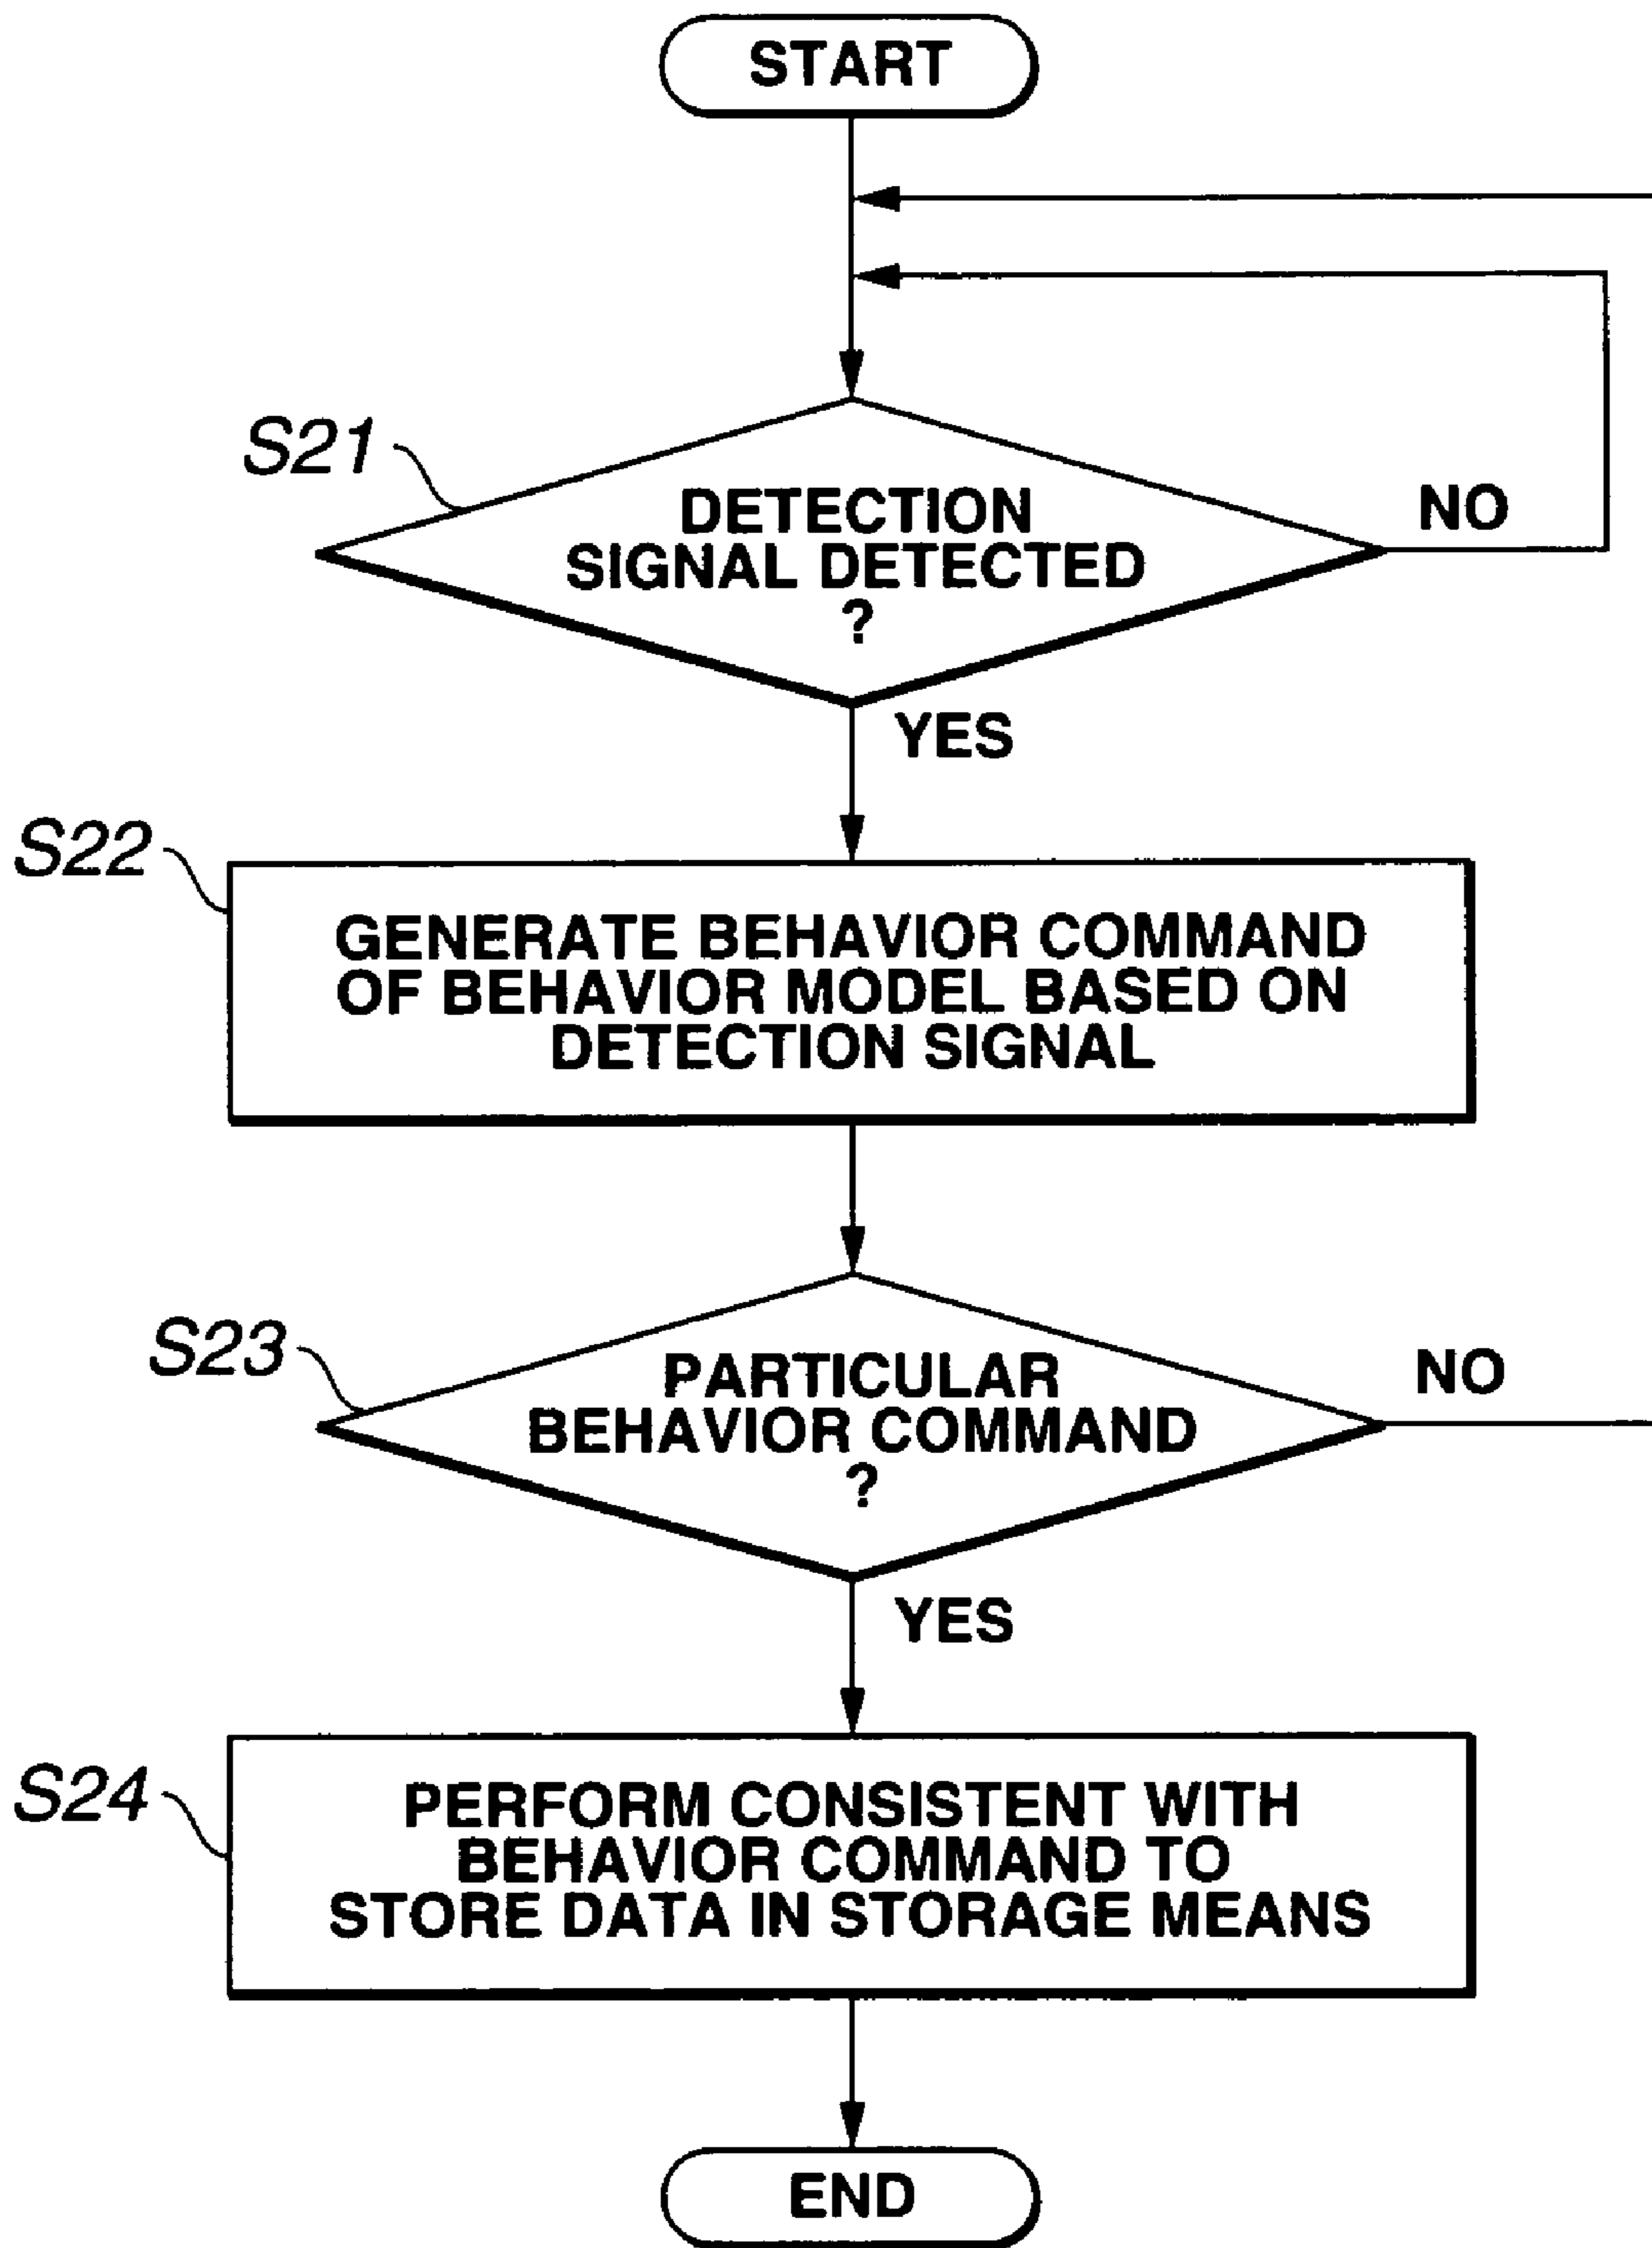 START
S21
DETECTION
SIGNAL DETECTED
?
NO
YES
S22
GENERATE BEHAVIOR COMMAND
OF BEHAVIOR MODEL BASED ON
DETECTION SIGNAL
S23
PARTICULAR
BEHAVIOR COMMAND
?
NO
YES
S24
PERFORM CONSISTENT WITH
BEHAVIOR COMMAND TO
STORE DATA IN STORAGE MEANS
END